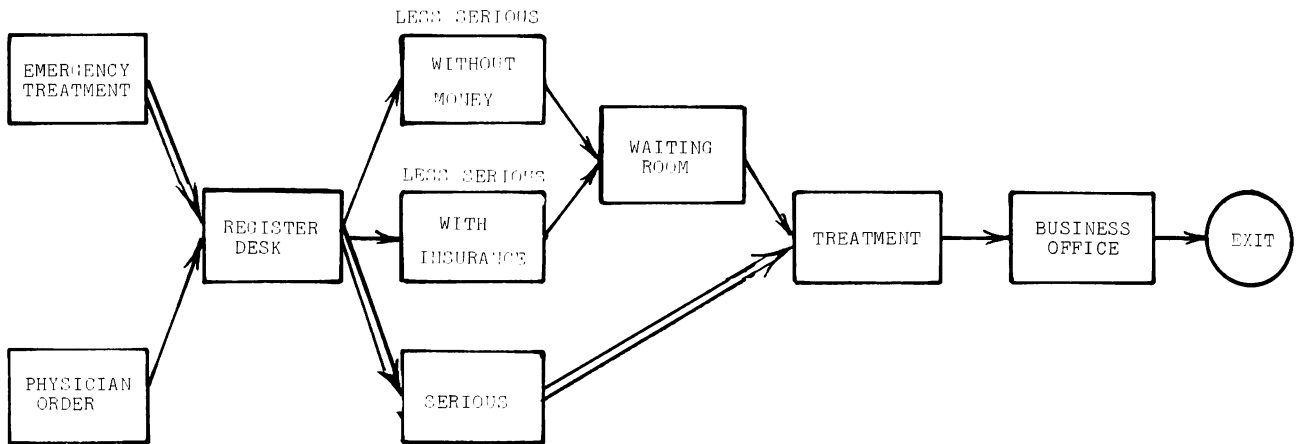 LESS SERIOUS
EMERGENCY
TREATMENT
WITHOUT
MONEY
WAITING
ROOM
LESS SERIOUS
REGISTER
DESK
WITH
INSURANCE
TREATMENT
BUSINESS
OFFICE
EXIT
PHYSICIAN
ORDER
SERIOUS